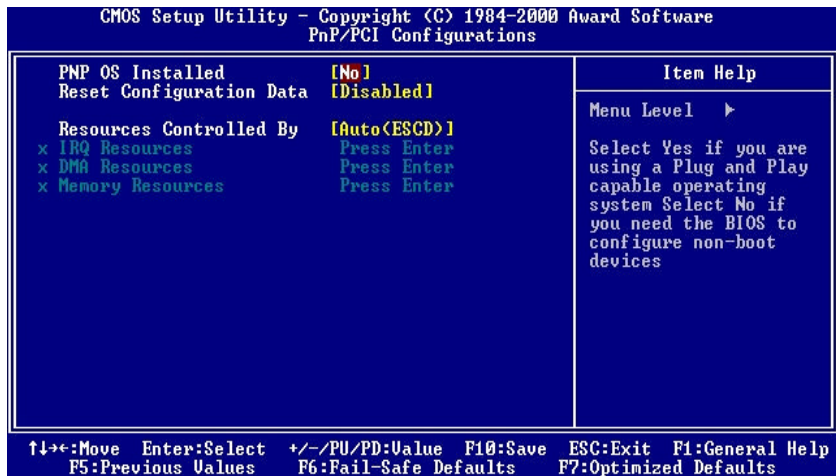 CMOS Setup Utility - Copyright (C) 1984-2000 Award Software
PnP/PCI Configurations
PNP OS Installed [No]
Reset Configuration Data [Disabled]
Resources Controlled By [Auto(ESCD)]
x IRQ Resources Press Enter
x DMA Resources Press Enter
x Memory Resources Press Enter
Item Help
Menu Level ▶
Select Yes if you are
using a Plug and Play
capable operating
system Select No if
you need the BIOS to
configure non-boot
devices
↑↓→←:Move Enter:Select +/-/PU/PD:Value F10:Save ESC:Exit F1:General Help
F5:Previous Values F6:Fail-Safe Defaults F7:Optimized Defaults